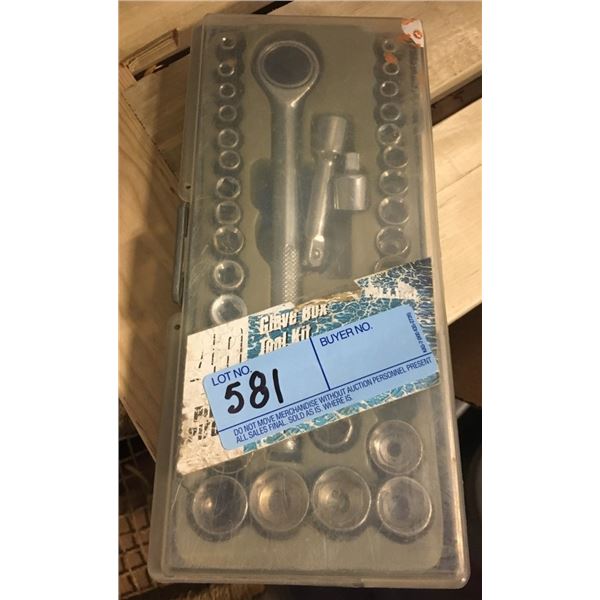 Glove Box
Tool Kit
LOT NO.
581
BUYER NO.
DO NOT MOVE MERCHANDISE WITHOUT AUCTION PERSONNEL PRESENT
ALL SALES FINAL. SOLD AS IS. WHERE IS.